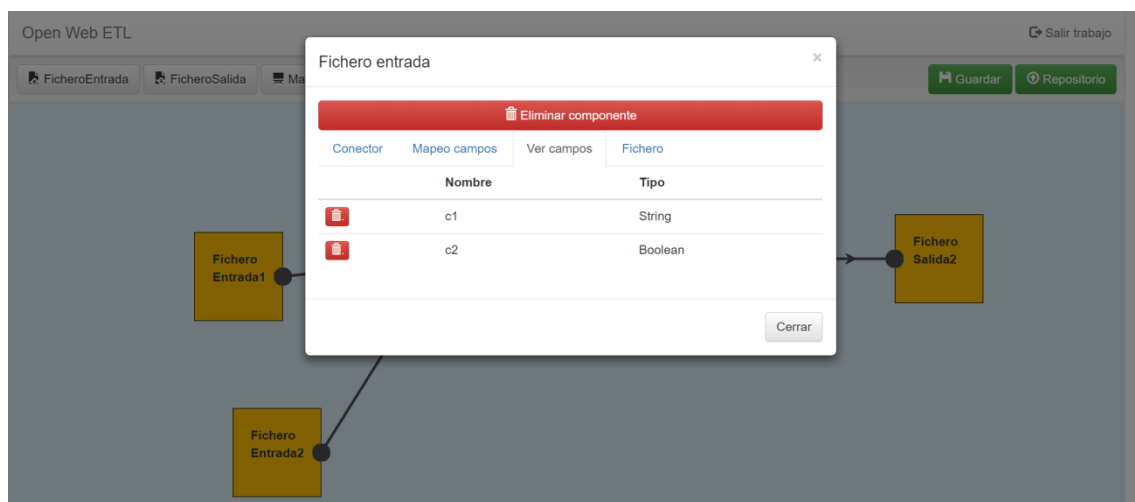 Open Web ETL
Salir trabajo
FicheroEntrada FicheroSalida Ma
Guardar Repositorio
Fichero entrada
×
Eliminar componente
Conector Mapeo campos Ver campos Fichero
Nombre Tipo
c1 String
c2 Boolean
Cerrar
Fichero
Entrada1
Fichero
Salida2
Fichero
Entrada2